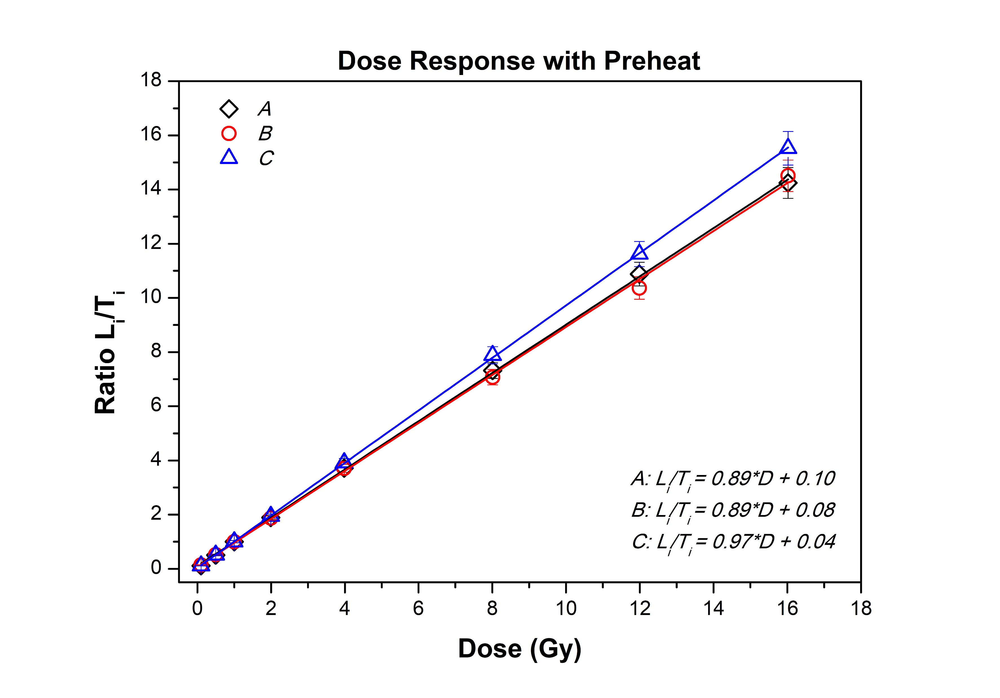 Dose Response with Preheat
18
16
14
12
10
8
6
4
2
0
A
B
C
Ratio Li/Ti
A: Li/Ti = 0.89*D + 0.10
B: Li/Ti = 0.89*D + 0.08
C: Li/Ti = 0.97*D + 0.04
0 2 4 6 8 10 12 14 16 18
Dose (Gy)